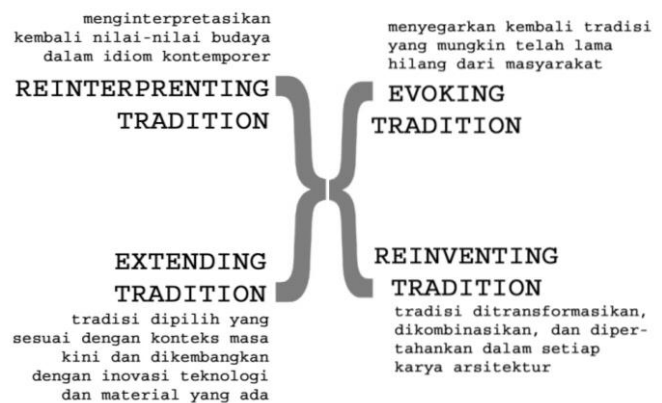 menginterpretasikan
kembali nilai-nilai budaya
dalam idiom kontemporer
REINTERPRENTING
TRADITION
menyegarkan kembali tradisi
yang mungkin telah lama
hilang dari masyarakat
EVOKING
TRADITION
EXTENDING
TRADITION
tradisi dipilih yang
sesuai dengan konteks masa
kini dan dikembangkan
dengan inovasi teknologi
dan material yang ada
REINVENTING
TRADITION
tradisi ditransformasikan,
dikombinasikan, dan diper-
tahankan dalam setiap
karya arsitektur